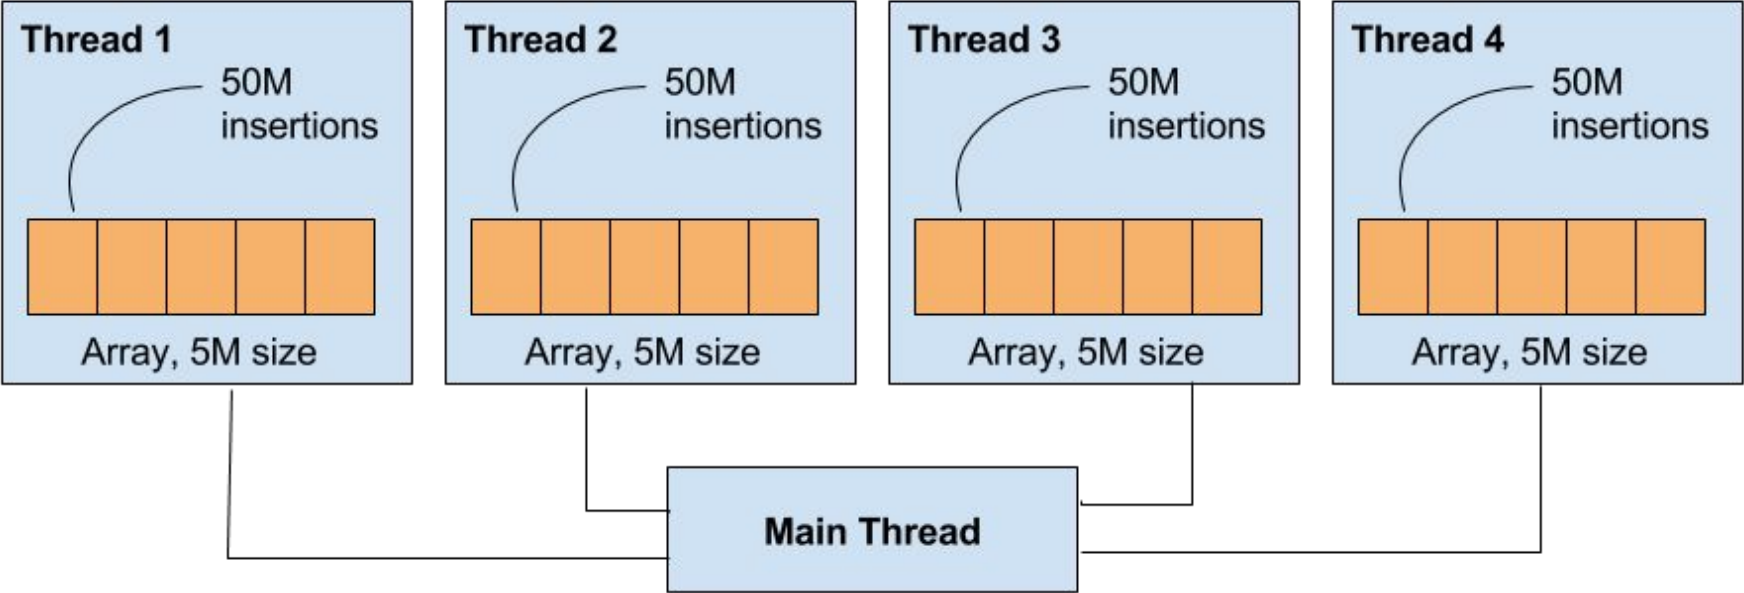 Thread 1
50M
insertions
Array, 5M size
Thread 2
50M
insertions
Array, 5M size
Thread 3
50M
insertions
Array, 5M size
Thread 4
50M
insertions
Array, 5M size
Main Thread